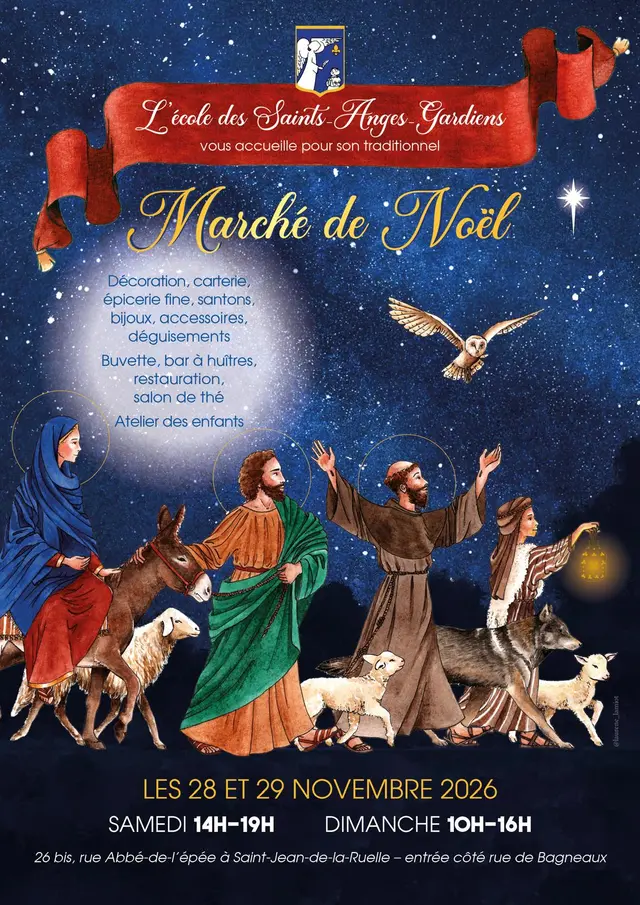 L'école des Saints-Anges-Gardiens
vous accueille pour son traditionnel
Marché de Noël
Décoration, carterie,
épicerie fine, santons,
bijoux, accessoires,
déguisements
Buvette, bar à huîtres,
restauration,
salon de thé
Atelier des enfants
LES 28 ET 29 NOVEMBRE 2026
SAMEDI 14H–19H DIMANCHE 10H–16H
26 bis, rue Abbé-de-l'épée à Saint-Jean-de-la-Ruelle – entrée côté rue de Bagneaux